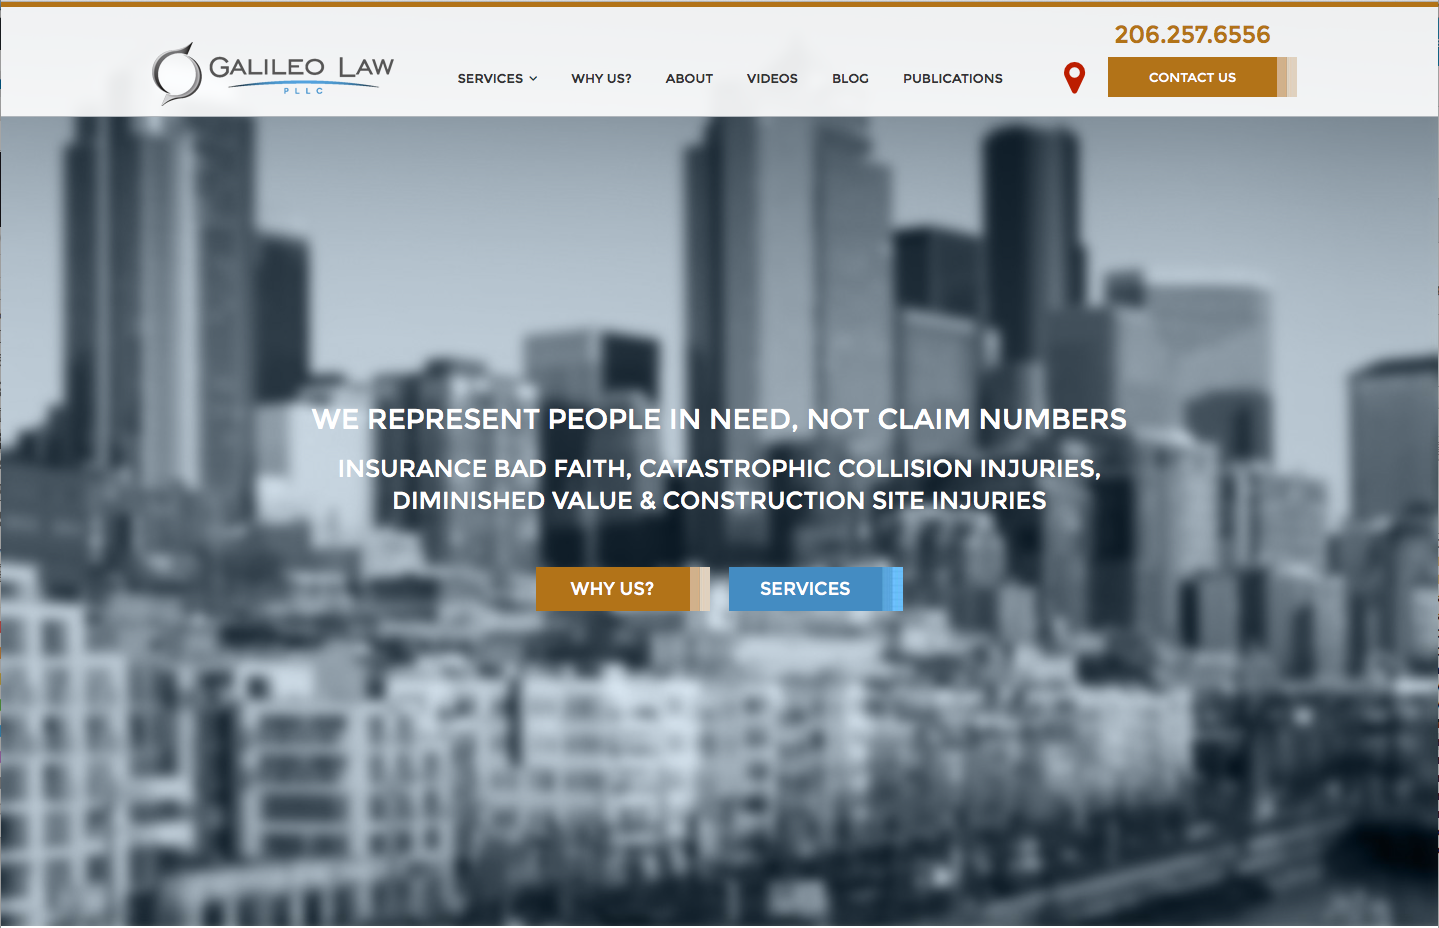 206.257.6556
GALILEO LAW
PLLC
SERVICES
WHY US?
ABOUT
VIDEOS
BLOG
PUBLICATIONS
CONTACT US
WE REPRESENT PEOPLE IN NEED, NOT CLAIM NUMBERS
INSURANCE BAD FAITH, CATASTROPHIC COLLISION INJURIES,
DIMINISHED VALUE & CONSTRUCTION SITE INJURIES
WHY US?
SERVICES